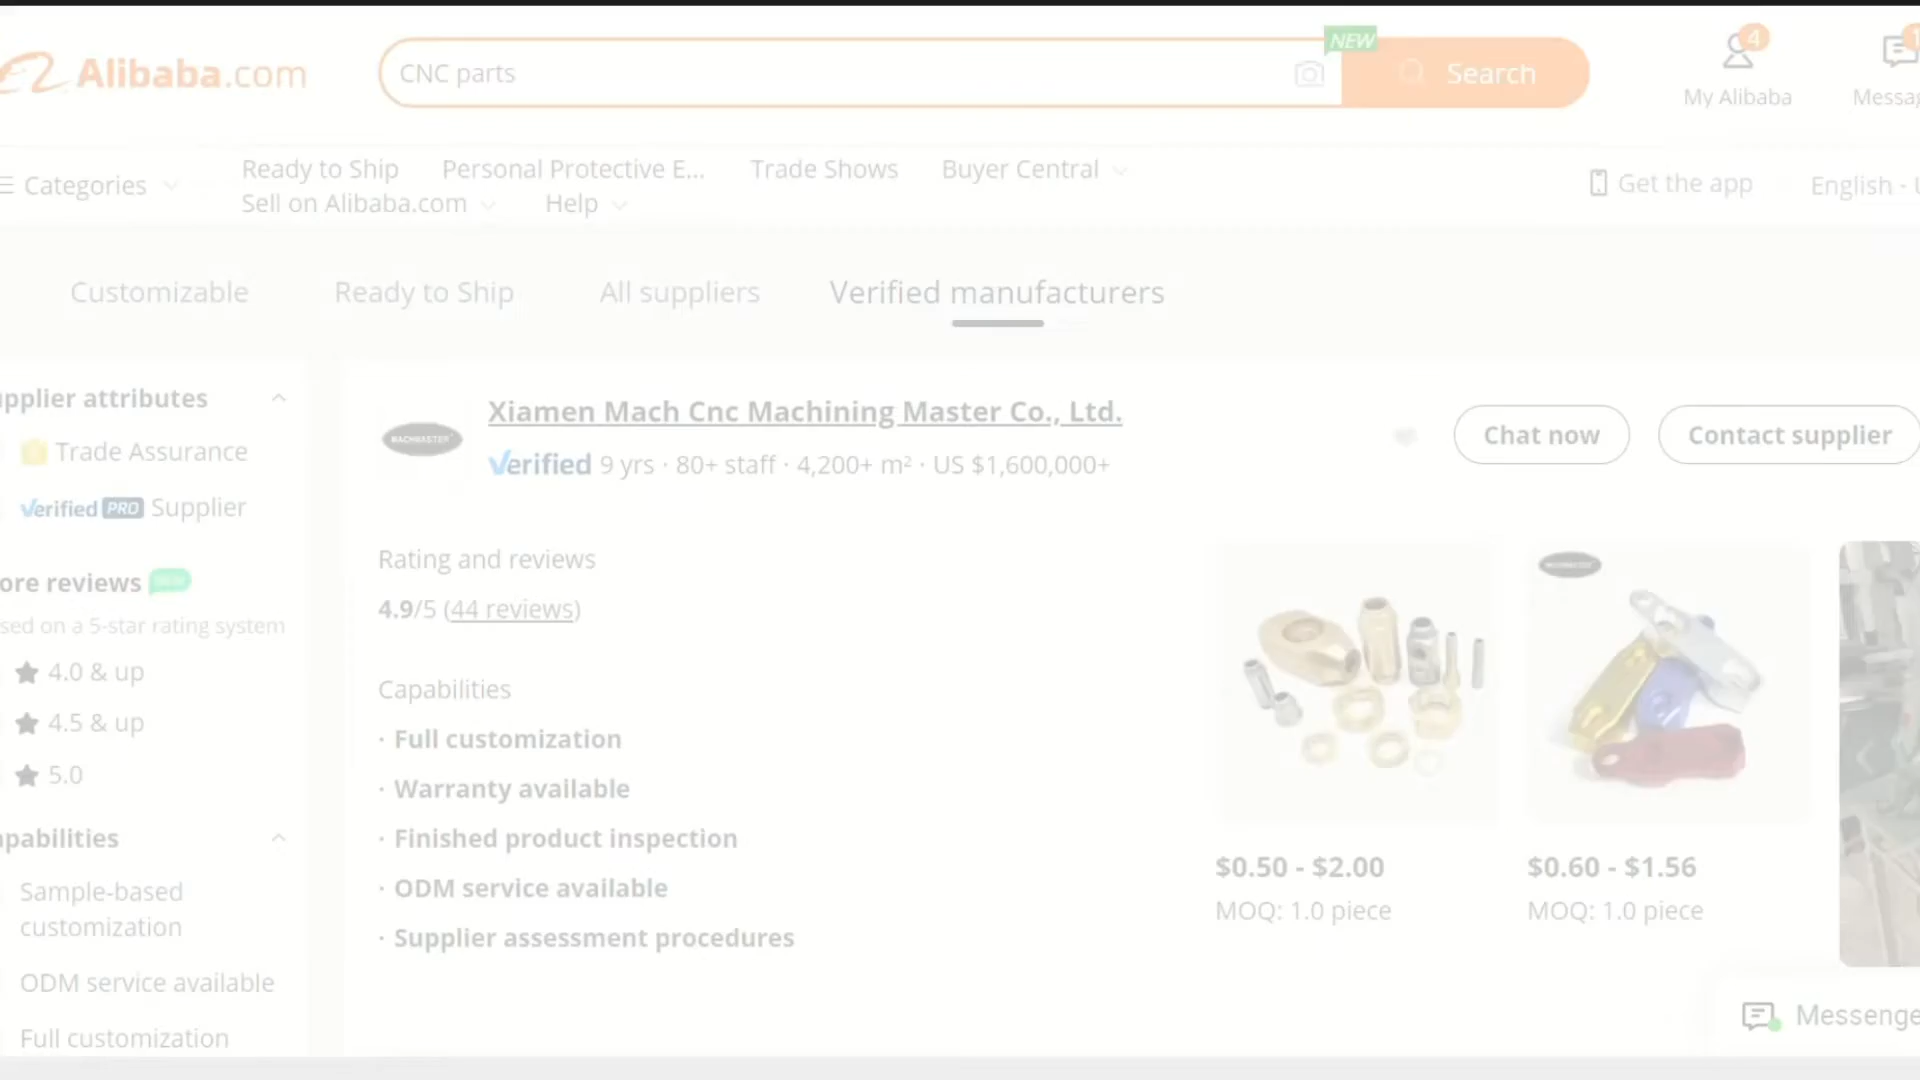 Alibaba.com
CNC parts
NEW
Search
4
My Alibaba
1
Categories
Ready to Ship
Personal Protective E...
Trade Shows
Buyer Central
Sell on Alibaba.com
Help
Get the app
English -
Customizable
Ready to Ship
All suppliers
Verified manufacturers
pplier attributes
Trade Assurance
Verified PRO Supplier
ore reviews
sed on a 5-star rating system
4.0 & up
4.5 & up
5.0
pabilities
Sample-based
customization
ODM service available
Full customization
MACHMASTER
Xiamen Mach Cnc Machining Master Co., Ltd.
Verified 9 yrs · 80+ staff · 4,200+ m² · US $1,600,000+
Chat now
Contact supplier
Rating and reviews
4.9/5 (44 reviews)
Capabilities
· Full customization
· Warranty available
· Finished product inspection
· ODM service available
· Supplier assessment procedures
$0.50 - $2.00
MOQ: 1.0 piece
$0.60 - $1.56
MOQ: 1.0 piece
Messenge